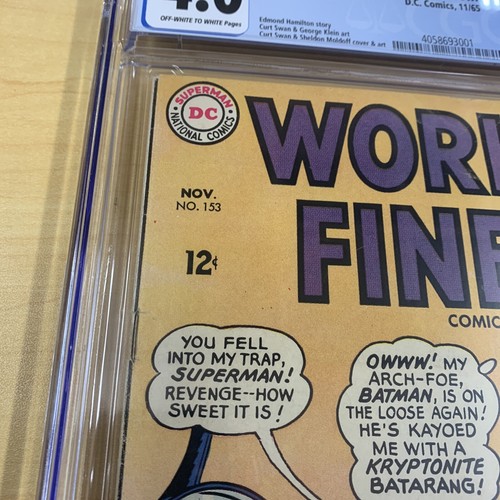 D.C. Comics, 11/65
OFF-WHITE TO WHITE Pages
Edmond Hamilton story
Curt Swan & George Klein art
Curt Swan & Sheldon Moldoff cover & art
4058693001
SUPERMAN
DC
NATIONAL COMICS
WOR
FINE
COMIC
NOV.
NO. 153
12¢
YOU FELL
INTO MY TRAP,
SUPERMAN!
REVENGE--HOW
SWEET IT IS!
OWWW! MY
ARCH-FOE,
BATMAN, IS ON
THE LOOSE AGAIN!
HE'S KAYOED
ME WITH A
KRYPTONITE
BATARANG!